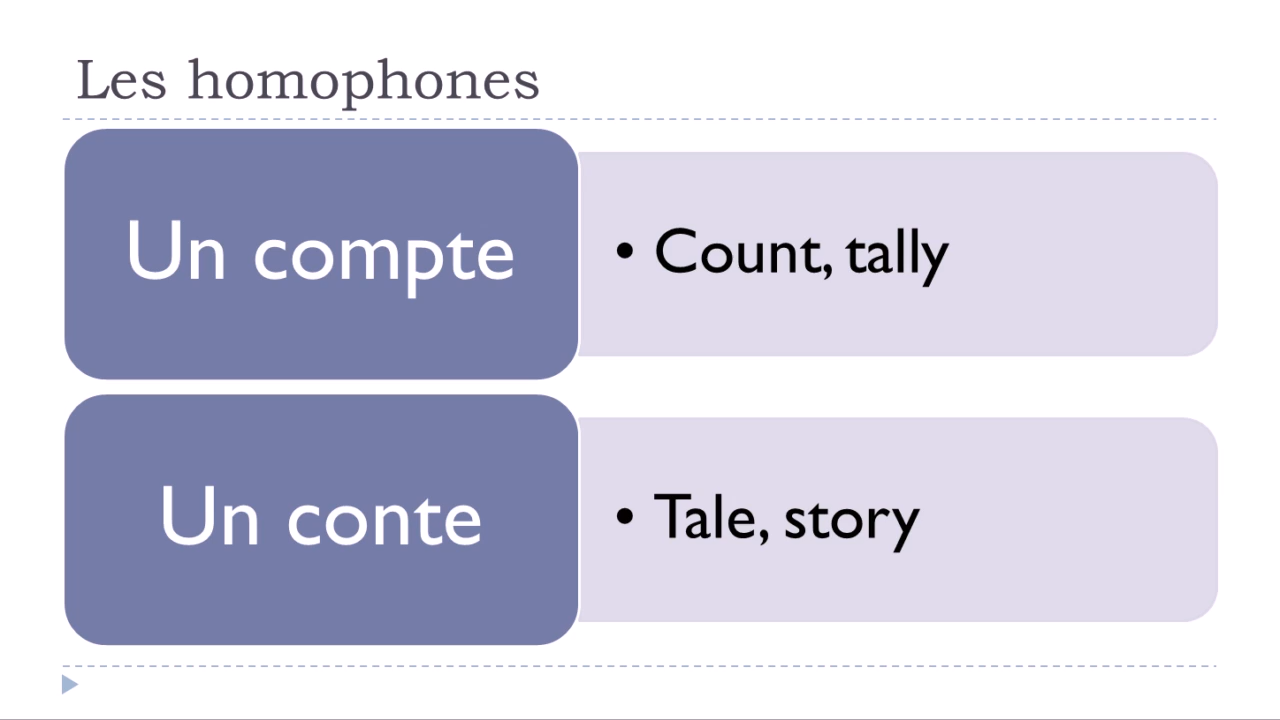 Les homophones
Un compte
• Count, tally
Un conte
• Tale, story